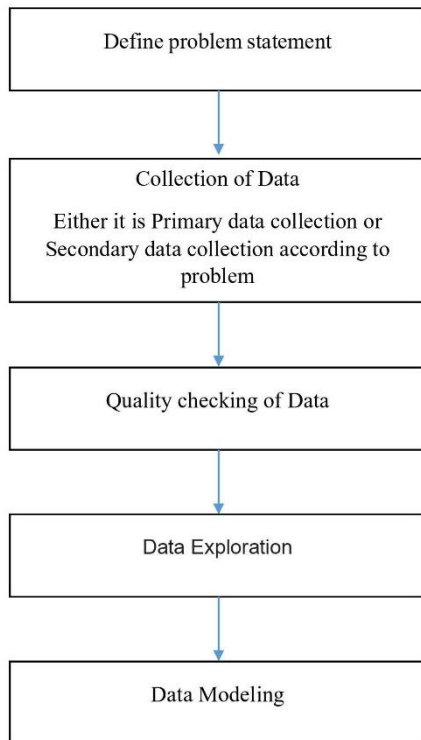 Define problem statement
Collection of Data
Either it is Primary data collection or
Secondary data collection according to
problem
Quality checking of Data
Data Exploration
Data Modeling